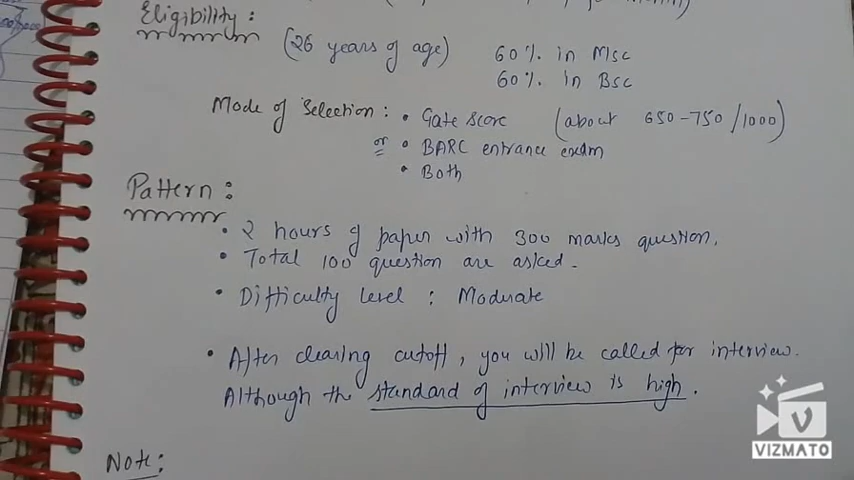 Eligibility :
(26 years of age) 60% in Msc
60% in Bsc
Mode of Selection : • Gate score (about 650-750/1000)
or • BARC entrance exam
• Both
Pattern :
• 2 hours of paper with 300 marks question.
• Total 100 question are asked.
• Difficulty level : Moderate
• After clearing cutoff, you will be called for interview.
Although the standard of interview is high.
Note:
VIZMATO